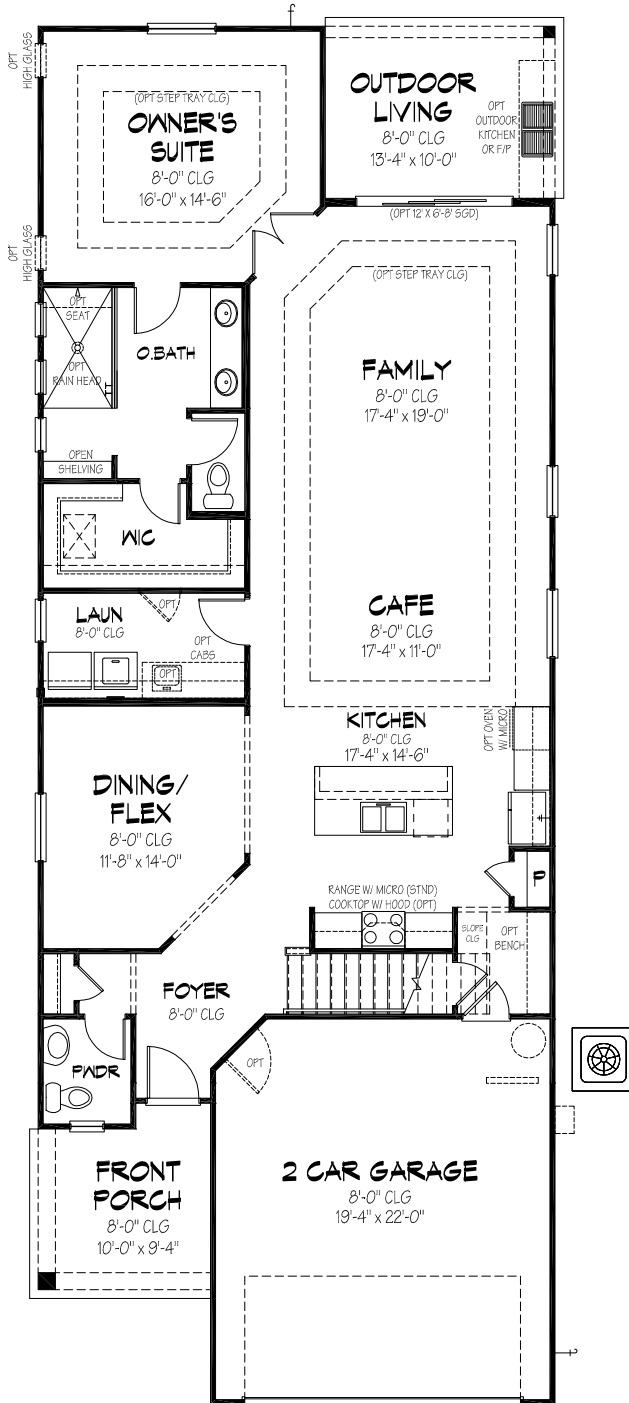 OPT
HIGH GLASS
(OPT STEP TRAY CLG)
OWNER'S
SUITE
8'-0" CLG
16'-0" x 14'-6"
OUTDOOR
LIVING
8'-0" CLG
13'-4" x 10'-0"
OPT
OUTDOOR
KITCHEN
OR F/P
(OPT 12' X 6'-8' SGD)
OPT
HIGH GLASS
(OPT STEP TRAY CLG)
OPT
SEAT
OPT
RAIN HEAD
O.BATH
FAMILY
8'-0" CLG
17'-4" x 19'-0"
OPEN
SHELVING
WIC
LAUN
8'-0" CLG
OPT
OPT
CABS
OPT
CAFE
8'-0" CLG
17'-4" x 11'-0"
KITCHEN
8'-0" CLG
17'-4" x 14'-6"
OPT OVEN
W/ MICRO
DINING/
FLEX
8'-0" CLG
11'-8" x 14'-0"
RANGE W/ MICRO (STND)
COOKTOP W/ HOOD (OPT)
P
SLOPE
CLG
OPT
BENCH
FOYER
8'-0" CLG
PWDR
OPT
FRONT
PORCH
8'-0" CLG
10'-0" x 9'-4"
2 CAR GARAGE
8'-0" CLG
19'-4" x 22'-0"